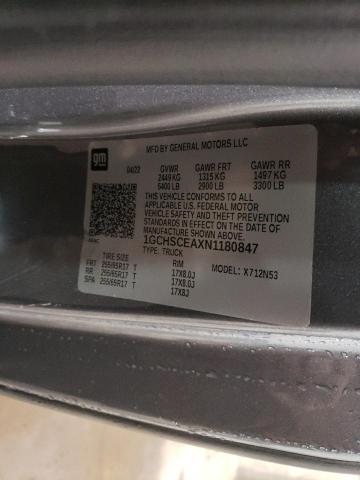 MFD BY GENERAL MOTORS LLC
gm
04/22 GVWR GAWR FRT GAWR RR
2449 KG 1315 KG 1497 KG
5400 LB 2900 LB 3300 LB
THIS VEHICLE CONFORMS TO ALL
APPLICABLE U.S. FEDERAL MOTOR
VEHICLE SAFETY, BUMPER, AND THEFT
PREVENTION STANDARDS IN EFFECT ON
THE DATE OF MANUFACTURE SHOWN ABOVE.
1GCHSCEAXN1180847
TYPE: TRUCK
TIRE SIZE RIM MODEL: X712N53
FRT 255/65R17 T 17X8.0J
RR 255/65R17 T 17X8.0J
SPA 255/65R17 T 17X8J